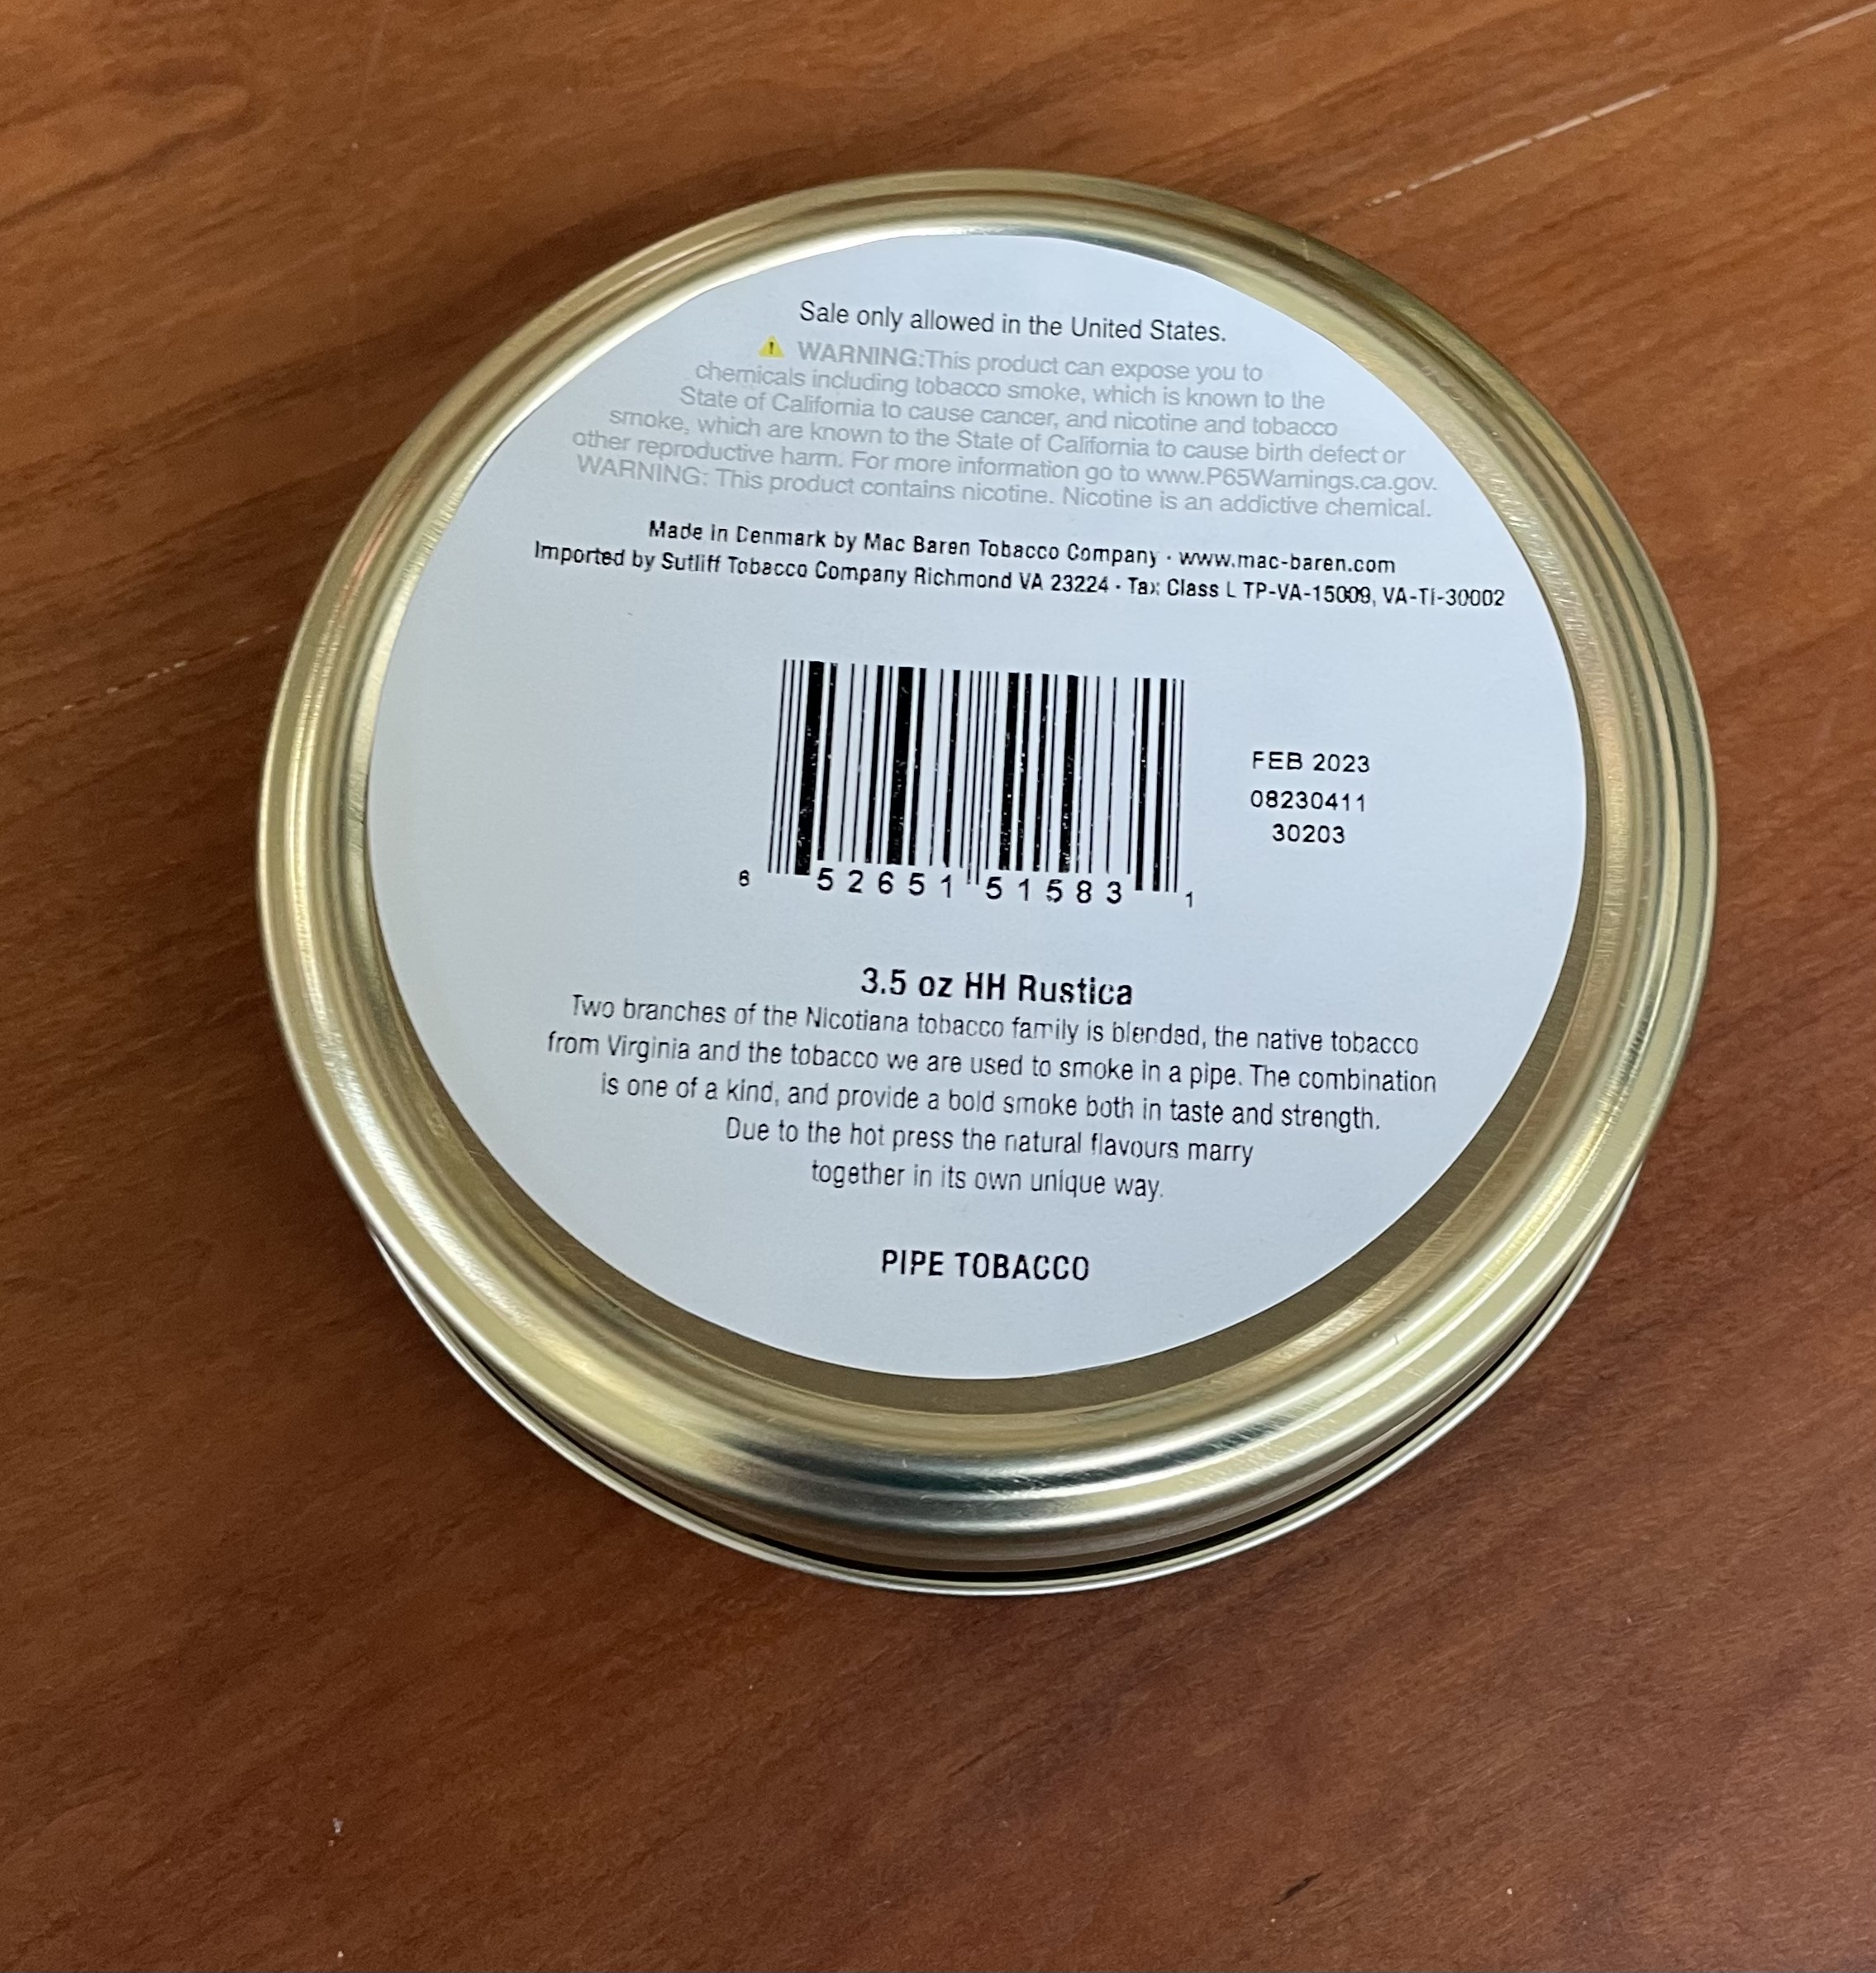 Sale only allowed in the United States.
WARNING:This product can expose you to
chemicals including tobacco smoke, which is known to the
State of California to cause cancer, and nicotine and tobacco
smoke, which are known to the State of California to cause birth defect or
other reproductive harm. For more information go to www.P65Warnings.ca.gov.
WARNING: This product contains nicotine. Nicotine is an addictive chemical.
Made in Denmark by Mac Baren Tobacco Company · www.mac-baren.com
Imported by Sutliff Tobacco Company Richmond VA 23224 · Tax Class L TP-VA-15009, VA-TI-30002
FEB 2023
08230411
30203
8 52651 51583 1
3.5 oz HH Rustica
Two branches of the Nicotiana tobacco family is blended, the native tobacco
from Virginia and the tobacco we are used to smoke in a pipe. The combination
is one of a kind, and provide a bold smoke both in taste and strength.
Due to the hot press the natural flavours marry
together in its own unique way.
PIPE TOBACCO